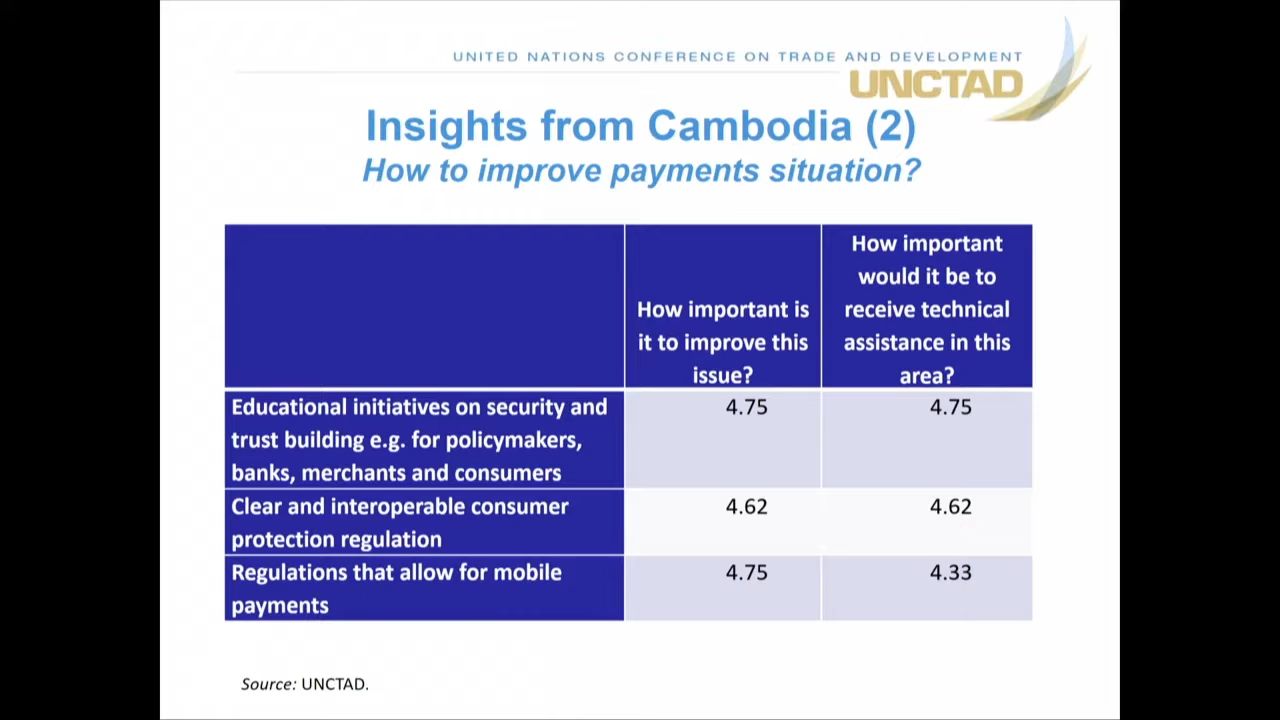 UNITED NATIONS CONFERENCE ON TRADE AND DEVELOPMENT
UNCTAD
Insights from Cambodia (2)
How to improve payments situation?
How important is
it to improve this
issue?
How important
would it be to
receive technical
assistance in this
area?
Educational initiatives on security and
trust building e.g. for policymakers,
banks, merchants and consumers
4.75
4.75
Clear and interoperable consumer
protection regulation
4.62
4.62
Regulations that allow for mobile
payments
4.75
4.33
Source: UNCTAD.